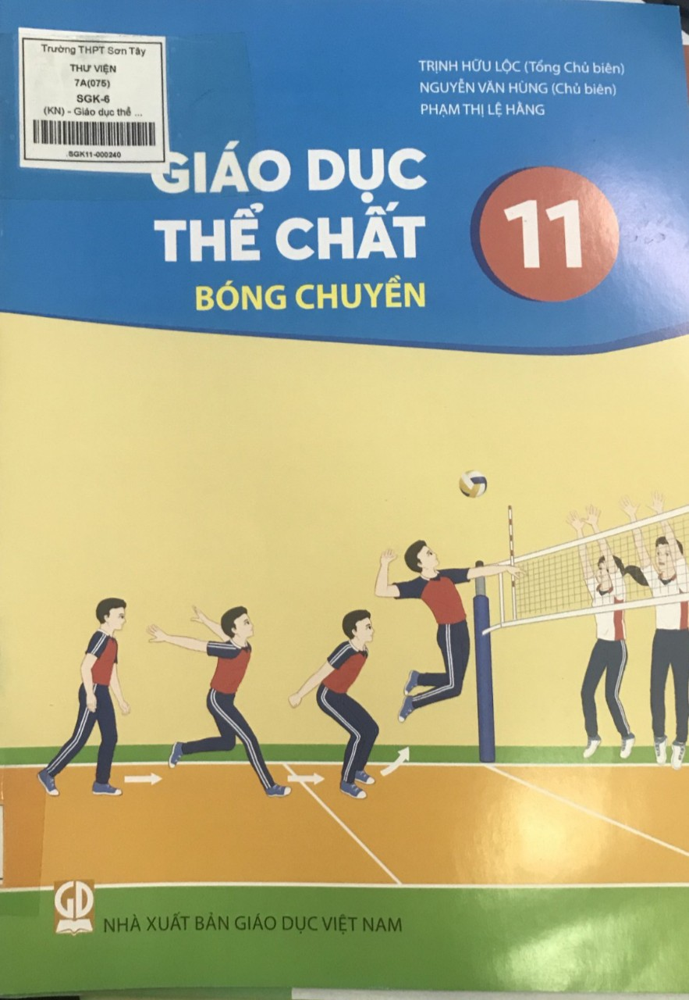 Trường THPT Sơn Tây
THƯ VIỆN
7A(075)
SGK-6
(KN) - Giáo dục thể ...
SGK11-000240
TRỊNH HỮU LỘC (Tổng Chủ biên)
NGUYỄN VĂN HÙNG (Chủ biên)
PHẠM THỊ LỆ HẰNG
GIÁO DỤC
THỂ CHẤT
11
BÓNG CHUYỀN
GD
NHÀ XUẤT BẢN GIÁO DỤC VIỆT NAM